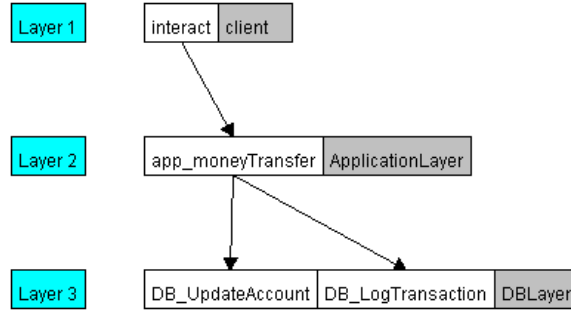 Layer 1 interact client
Layer 2 app_moneyTransfer ApplicationLayer
Layer 3 DB_UpdateAccount DB_LogTransaction DBLayer